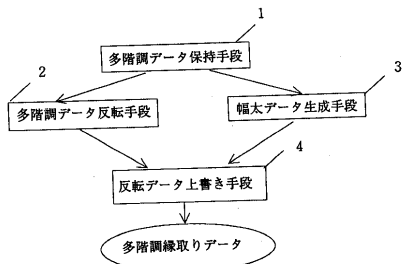 1
多階調データ保持手段
2
3
多階調データ反転手段
幅太データ生成手段
4
反転データ上書き手段
多階調縁取りデータ